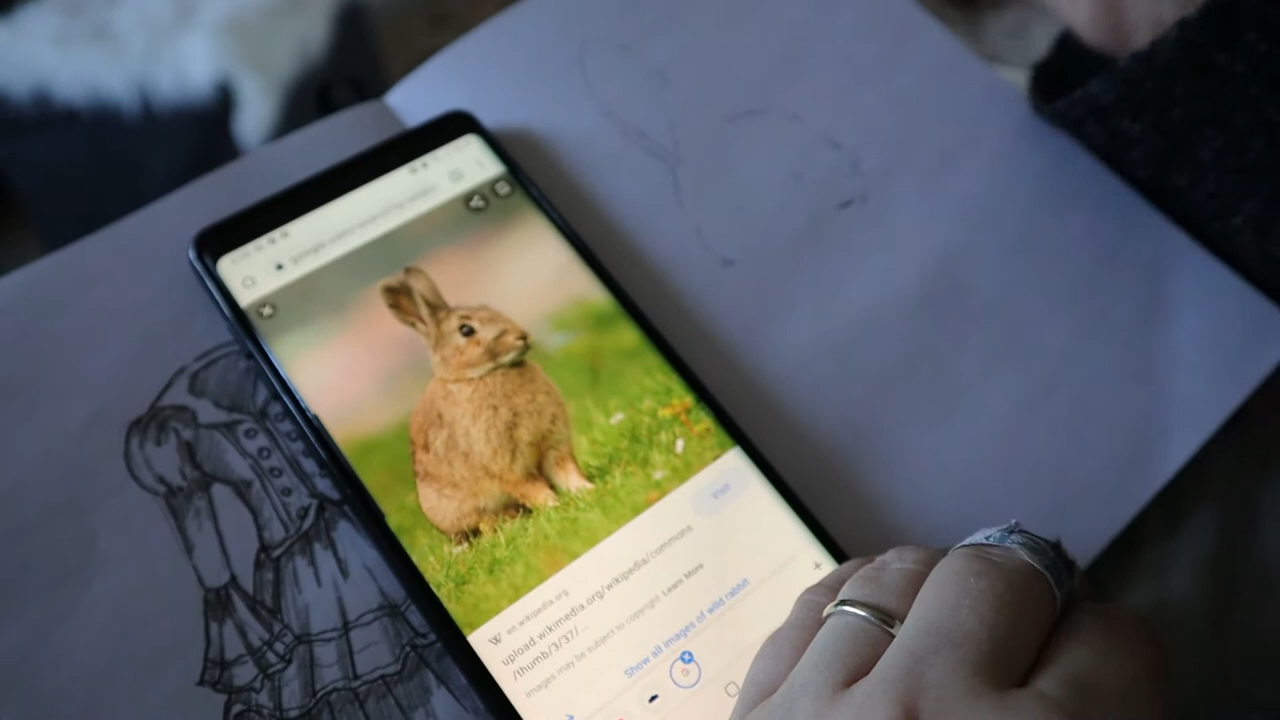 Visit
W en.wikipedia.org
upload.wikimedia.org/wikipedia/commons
/thumb/3/37/...
Images may be subject to copyright Learn More
Show all images of wild rabbit